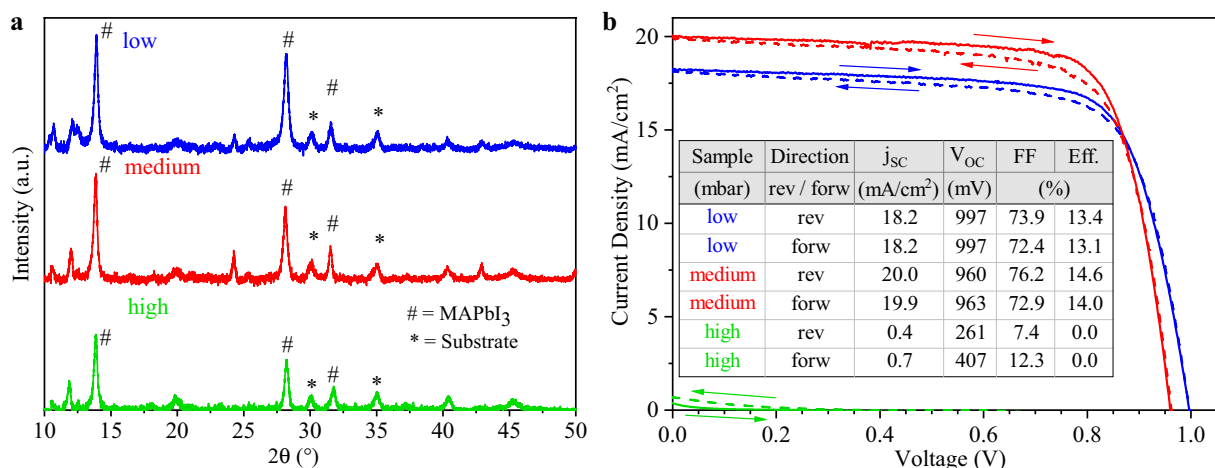 a
# low
#
#
*
*
medium
#
#
#
*
*
high
#
#
#
*
*
# = MAPbI₃
* = Substrate
Intensity (a.u.)
10 15 20 25 30 35 40 45 50
2θ (°)
b
20
15
10
5
0
Current Density (mA/cm²)
0.0 0.2 0.4 0.6 0.8 1.0
Voltage (V)
Sample Direction jSC VOC FF Eff.
(mbar) rev / forw (mA/cm²) (mV) (%)
low rev 18.2 997 73.9 13.4
low forw 18.2 997 72.4 13.1
medium rev 20.0 960 76.2 14.6
medium forw 19.9 963 72.9 14.0
high rev 0.4 261 7.4 0.0
high forw 0.7 407 12.3 0.0